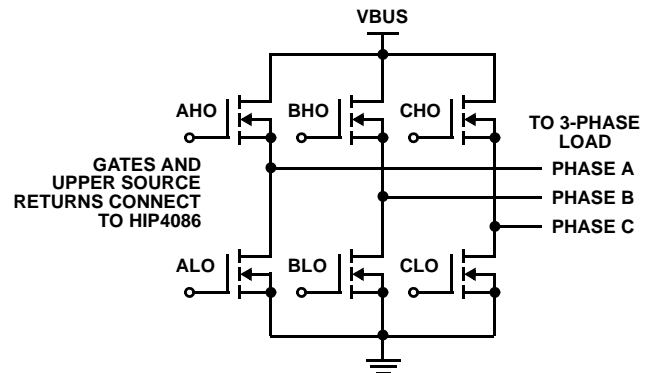 VBUS
AHO
BHO
CHO
TO 3-PHASE
LOAD
GATES AND
UPPER SOURCE
RETURNS CONNECT
TO HIP4086
PHASE A
PHASE B
PHASE C
ALO
BLO
CLO